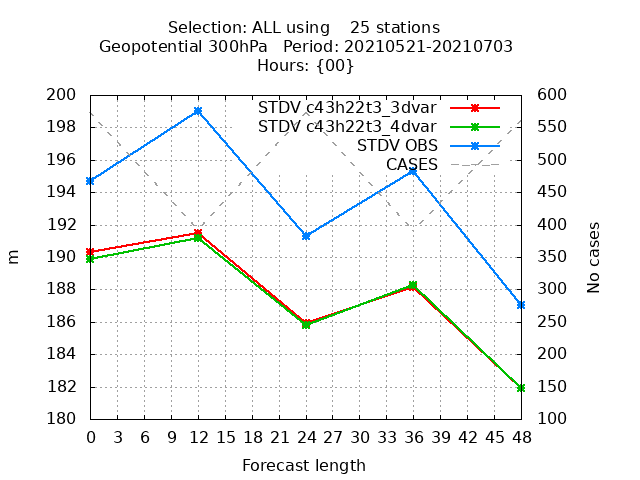 Selection: ALL using    25 stations
Geopotential 300hPa   Period: 20210521-20210703
Hours: {00}
200 600
STDV c43h22t3_3dvar
198 STDV c43h22t3_4dvar 550
STDV OBS
196 CASES 500
194 450
192 400
190 350
188 300
186 250
184 200
182 150
180 100
m
No cases
0 3 6 9 12 15 18 21 24 27 30 33 36 39 42 45 48
Forecast length